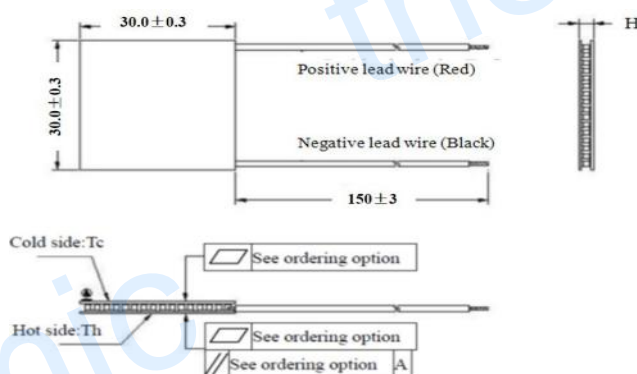 30.0±0.3
H
Positive lead wire (Red)
30.0±0.3
Negative lead wire (Black)
150±3
Cold side:Tc
See ordering option
Hot side:Th
See ordering option
See ordering option A